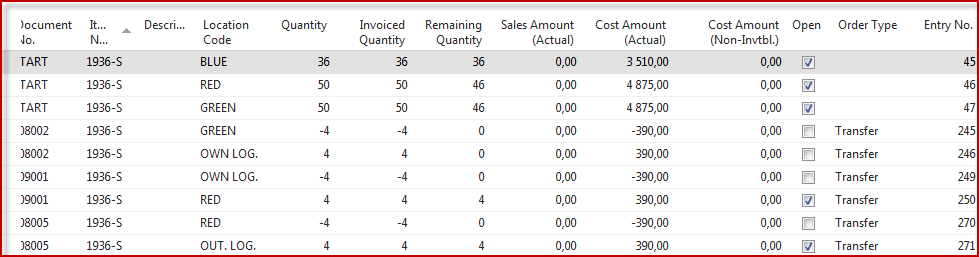 Document No. It... N... Descri... Location Code Quantity Invoiced Quantity Remaining Quantity Sales Amount (Actual) Cost Amount (Actual) Cost Amount (Non-Invtbl.) Open Order Type Entry No.
TART 1936-S BLUE 36 36 36 0,00 3 510,00 0,00 45
TART 1936-S RED 50 50 46 0,00 4 875,00 0,00 46
TART 1936-S GREEN 50 50 46 0,00 4 875,00 0,00 47
08002 1936-S GREEN -4 -4 0 0,00 -390,00 0,00 Transfer 245
08002 1936-S OWN LOG. 4 4 0 0,00 390,00 0,00 Transfer 246
09001 1936-S OWN LOG. -4 -4 0 0,00 -390,00 0,00 Transfer 249
09001 1936-S RED 4 4 4 0,00 390,00 0,00 Transfer 250
08005 1936-S RED -4 -4 0 0,00 -390,00 0,00 Transfer 270
08005 1936-S OUT. LOG. 4 4 4 0,00 390,00 0,00 Transfer 271